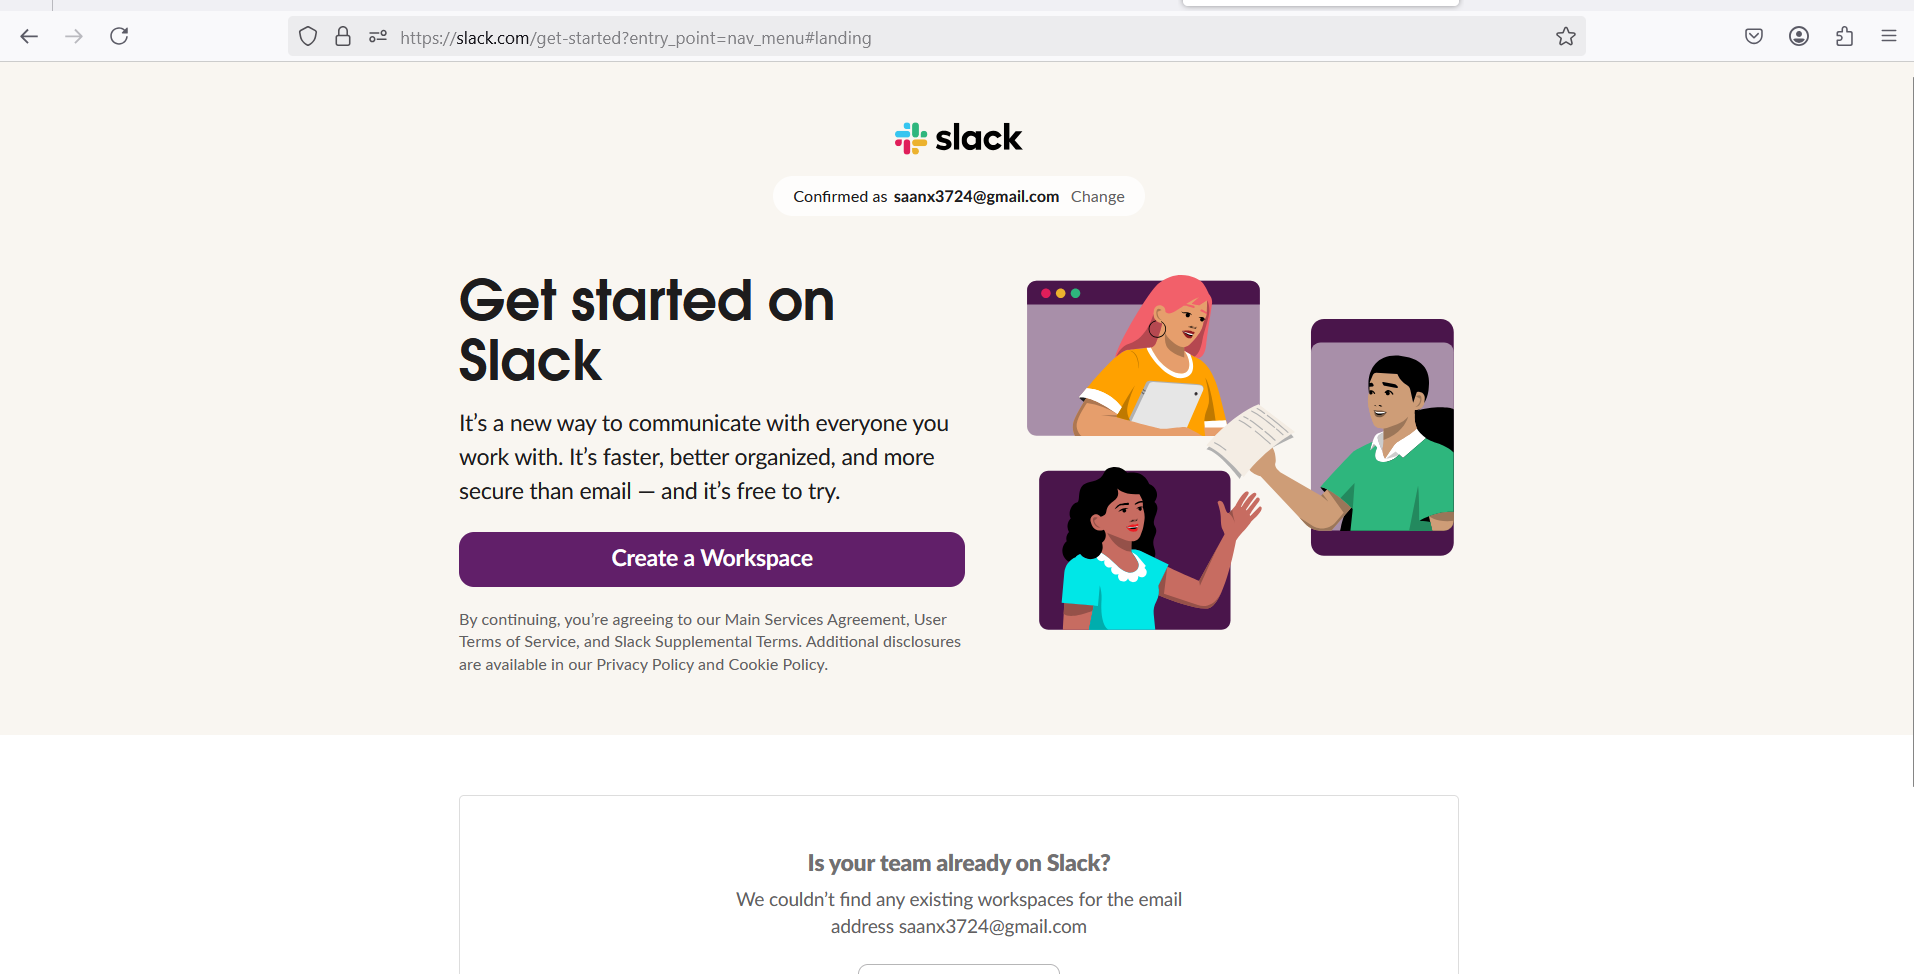 https://slack.com/get-started?entry_point=nav_menu#landing
slack
Confirmed as saanx3724@gmail.com Change
Get started on
Slack
It’s a new way to communicate with everyone you
work with. It’s faster, better organized, and more
secure than email — and it’s free to try.
Create a Workspace
By continuing, you’re agreeing to our Main Services Agreement, User
Terms of Service, and Slack Supplemental Terms. Additional disclosures
are available in our Privacy Policy and Cookie Policy.
Is your team already on Slack?
We couldn’t find any existing workspaces for the email
address saanx3724@gmail.com